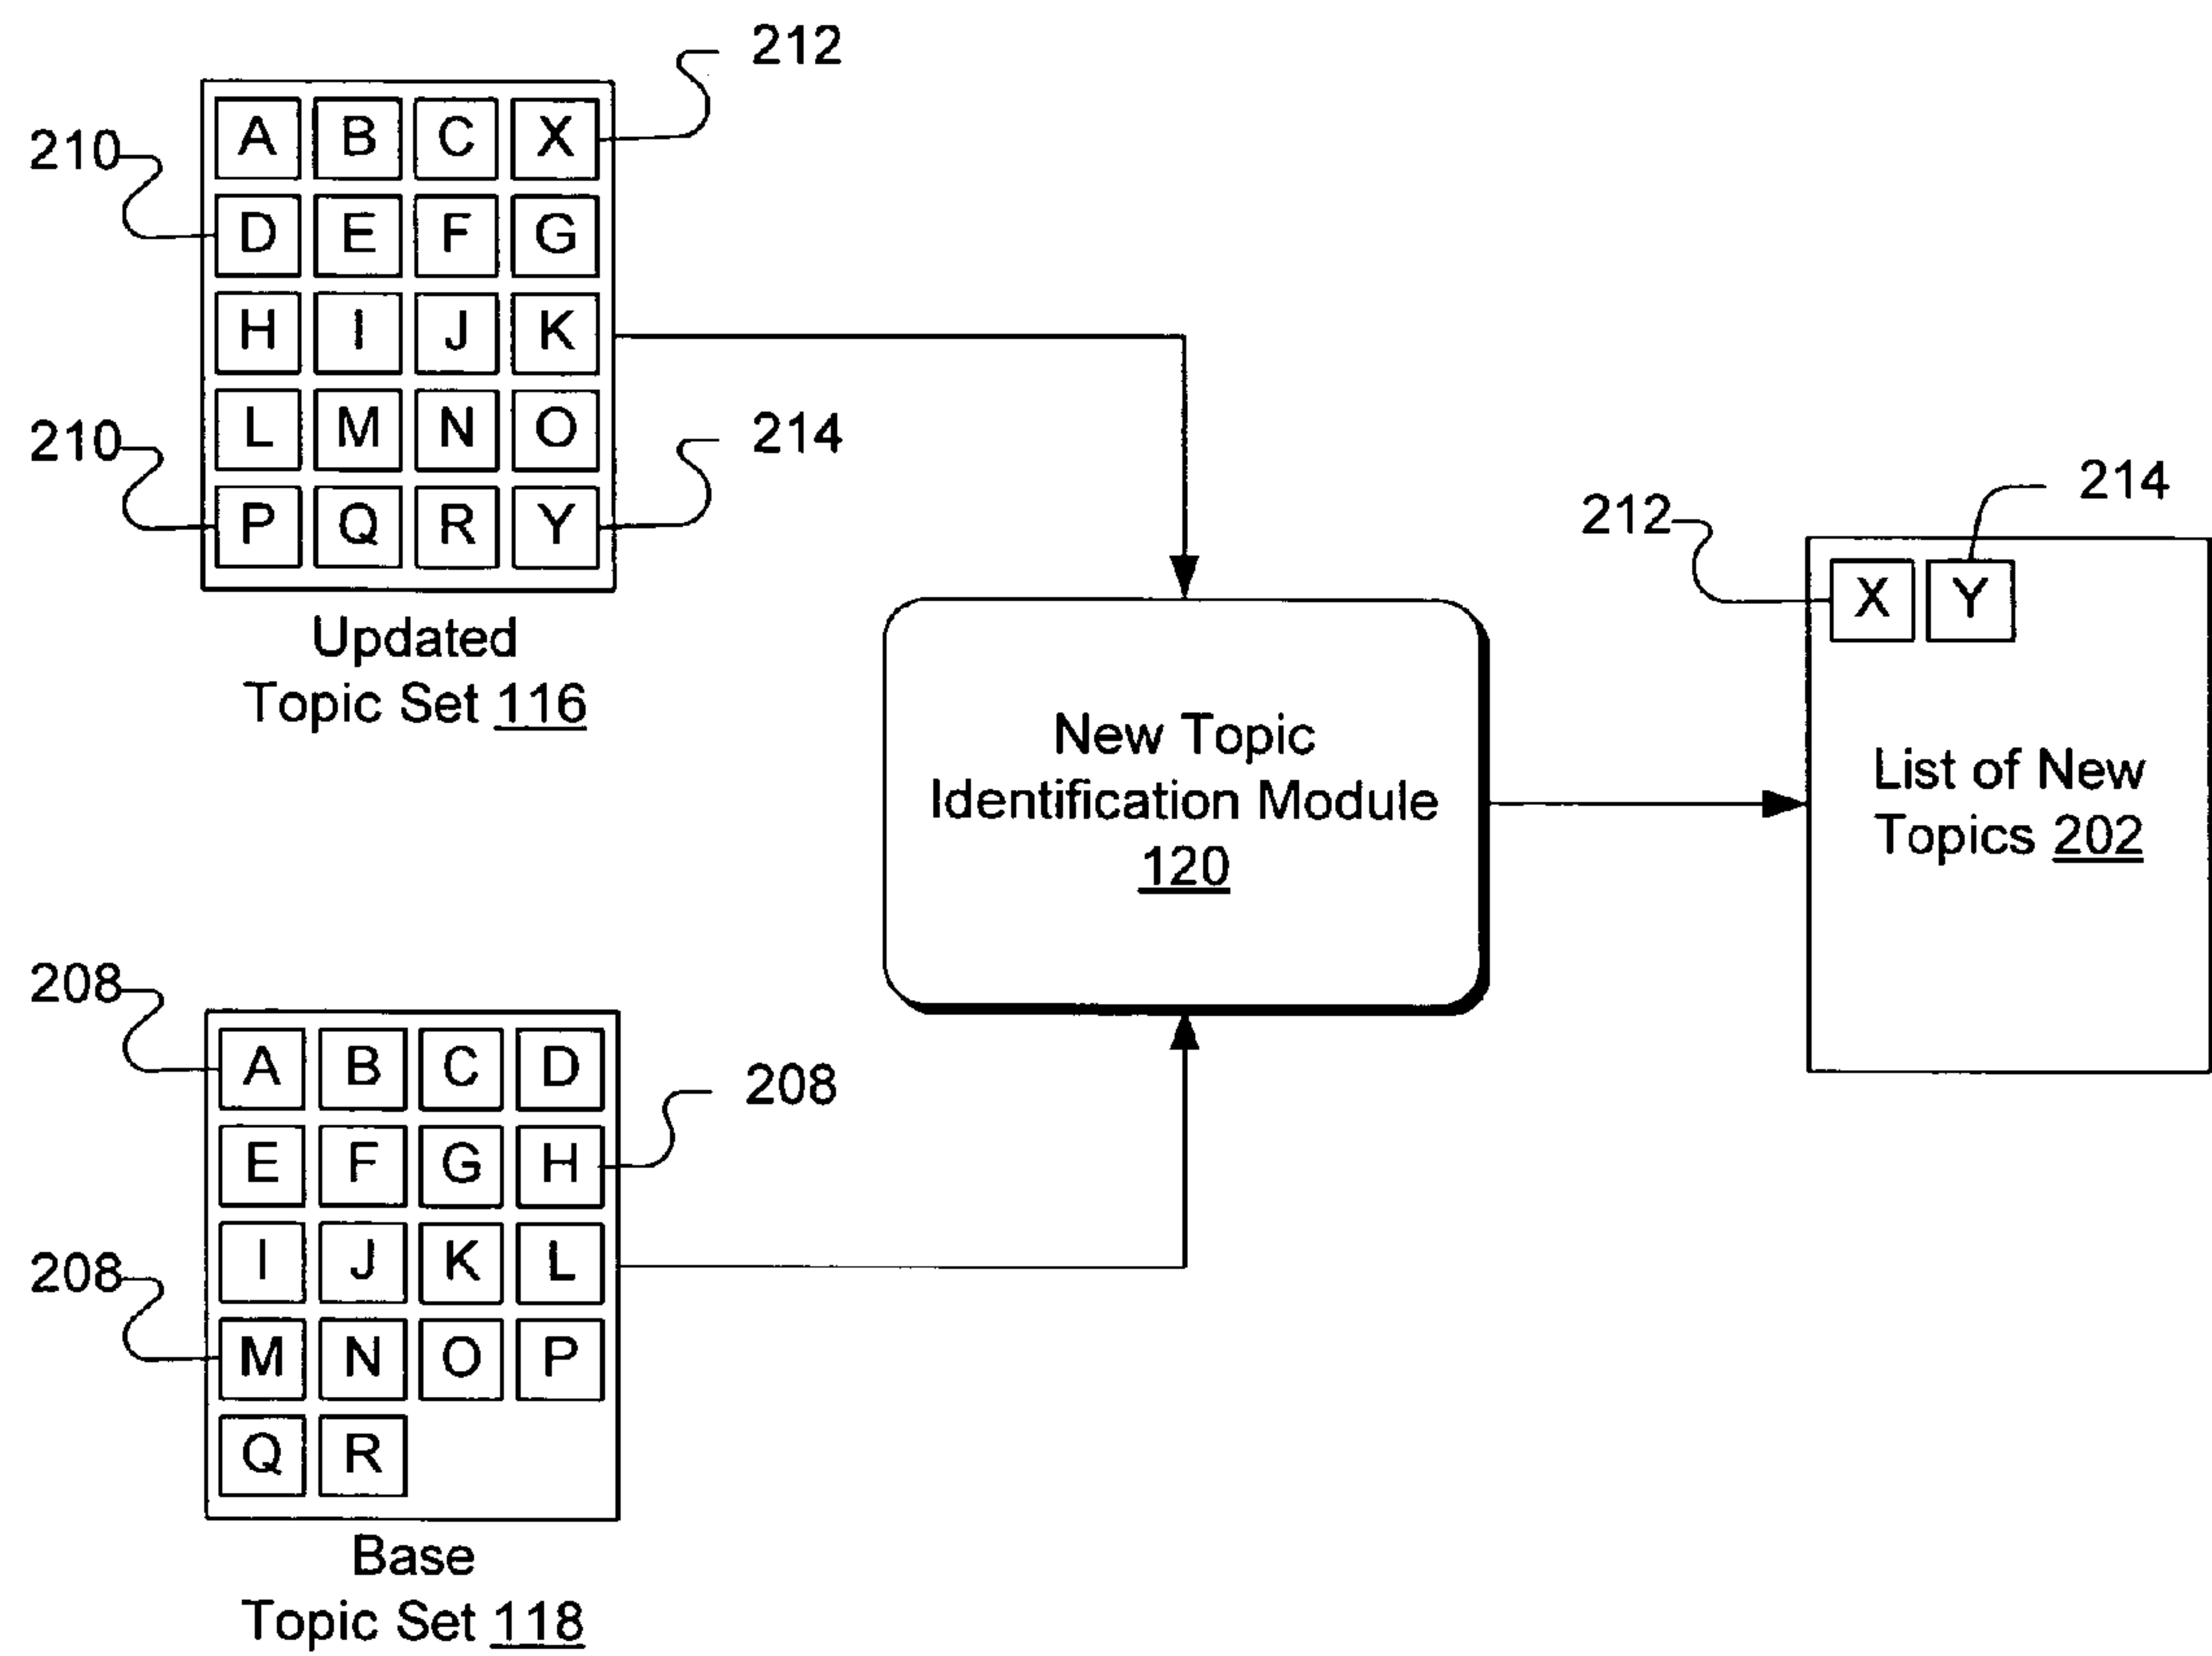 212
A B C X
210
D E F G
H I J K
L M N O
210
214
P Q R Y
Updated
Topic Set 116
New Topic
Identification Module
120
212
214
X Y
List of New
Topics 202
208
A B C D
208
E F G H
I J K L
208
M N O P
Q R
Base
Topic Set 118